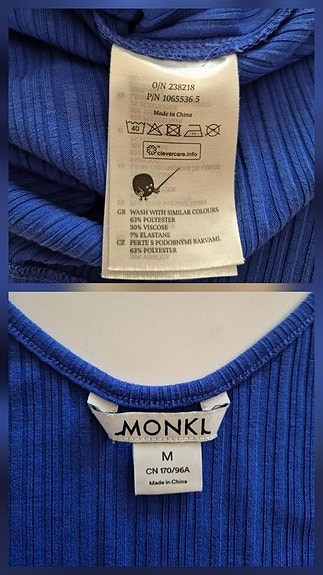 O/N 238218
P/N 1065536 5
Made in China
40
clevercare.info
GB WASH WITH SIMILAR COLOURS
63% POLYESTER
30% VISCOSE
7% ELASTANE
CZ PERTE S PODOBNÝMI BARVAMI.
63% POLYESTER
MONKI
M
CN 170/96A
Made in China